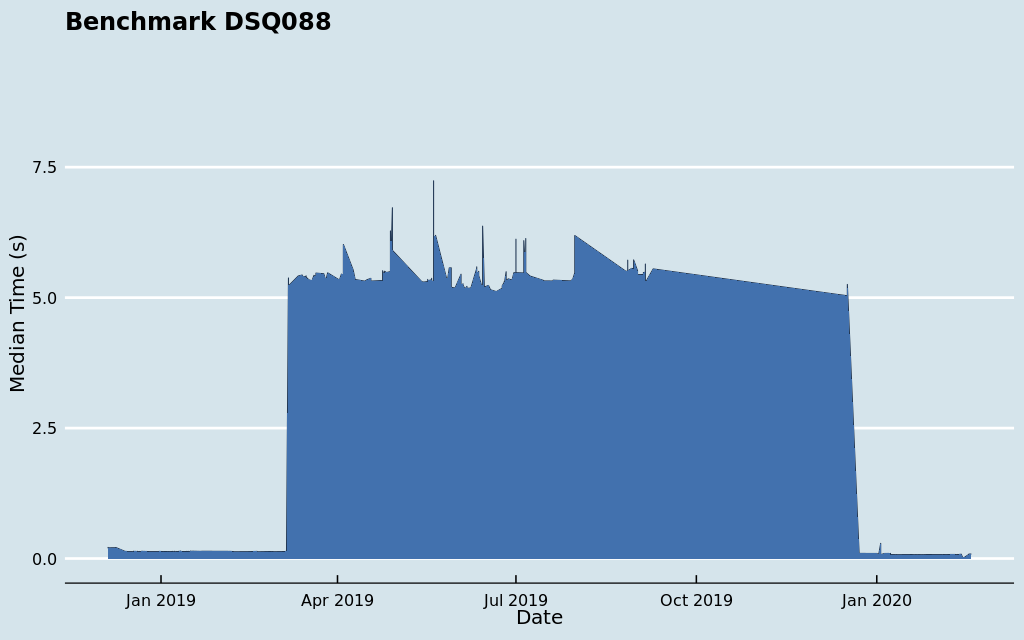 Benchmark DSQ088
Median Time (s)
7.5
5.0
2.5
0.0
Jan 2019
Apr 2019
Jul 2019
Oct 2019
Jan 2020
Date